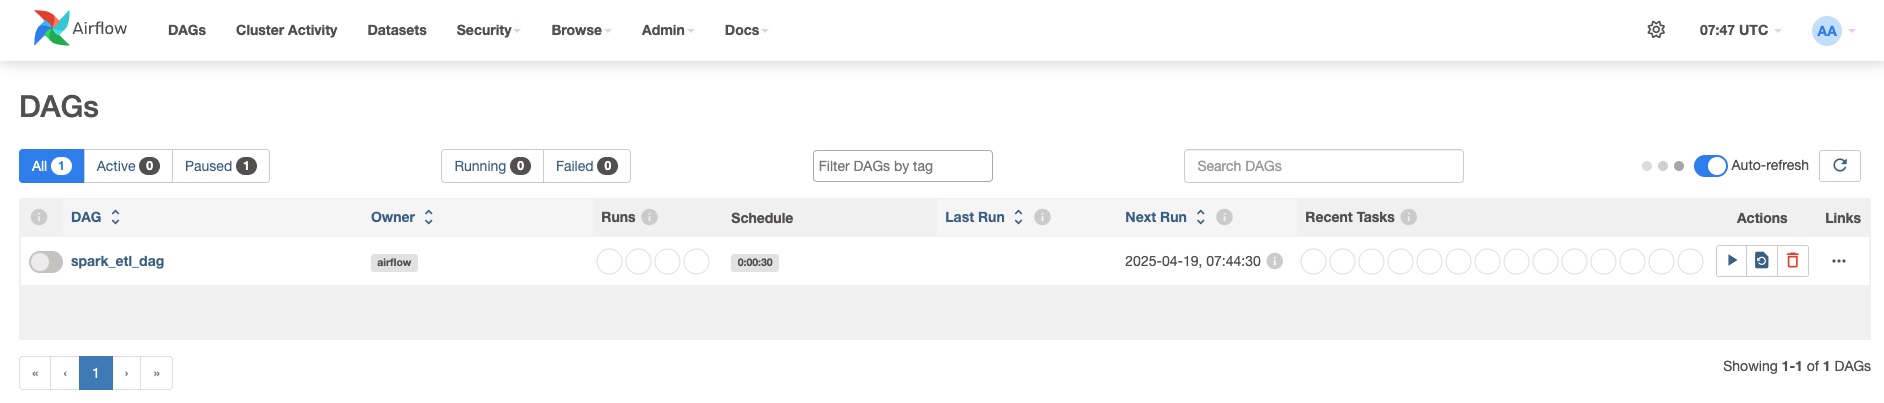 Airflow DAGs Cluster Activity Datasets Security Browse Admin Docs 07:47 UTC AA
DAGs
All 1 Active 0 Paused 1 Running 0 Failed 0 Filter DAGs by tag Search DAGs Auto-refresh
DAG Owner Runs Schedule Last Run Next Run Recent Tasks Actions Links
spark_etl_dag airflow 0:00:30 2025-04-19, 07:44:30 ...
« ‹ 1 › » Showing 1-1 of 1 DAGs